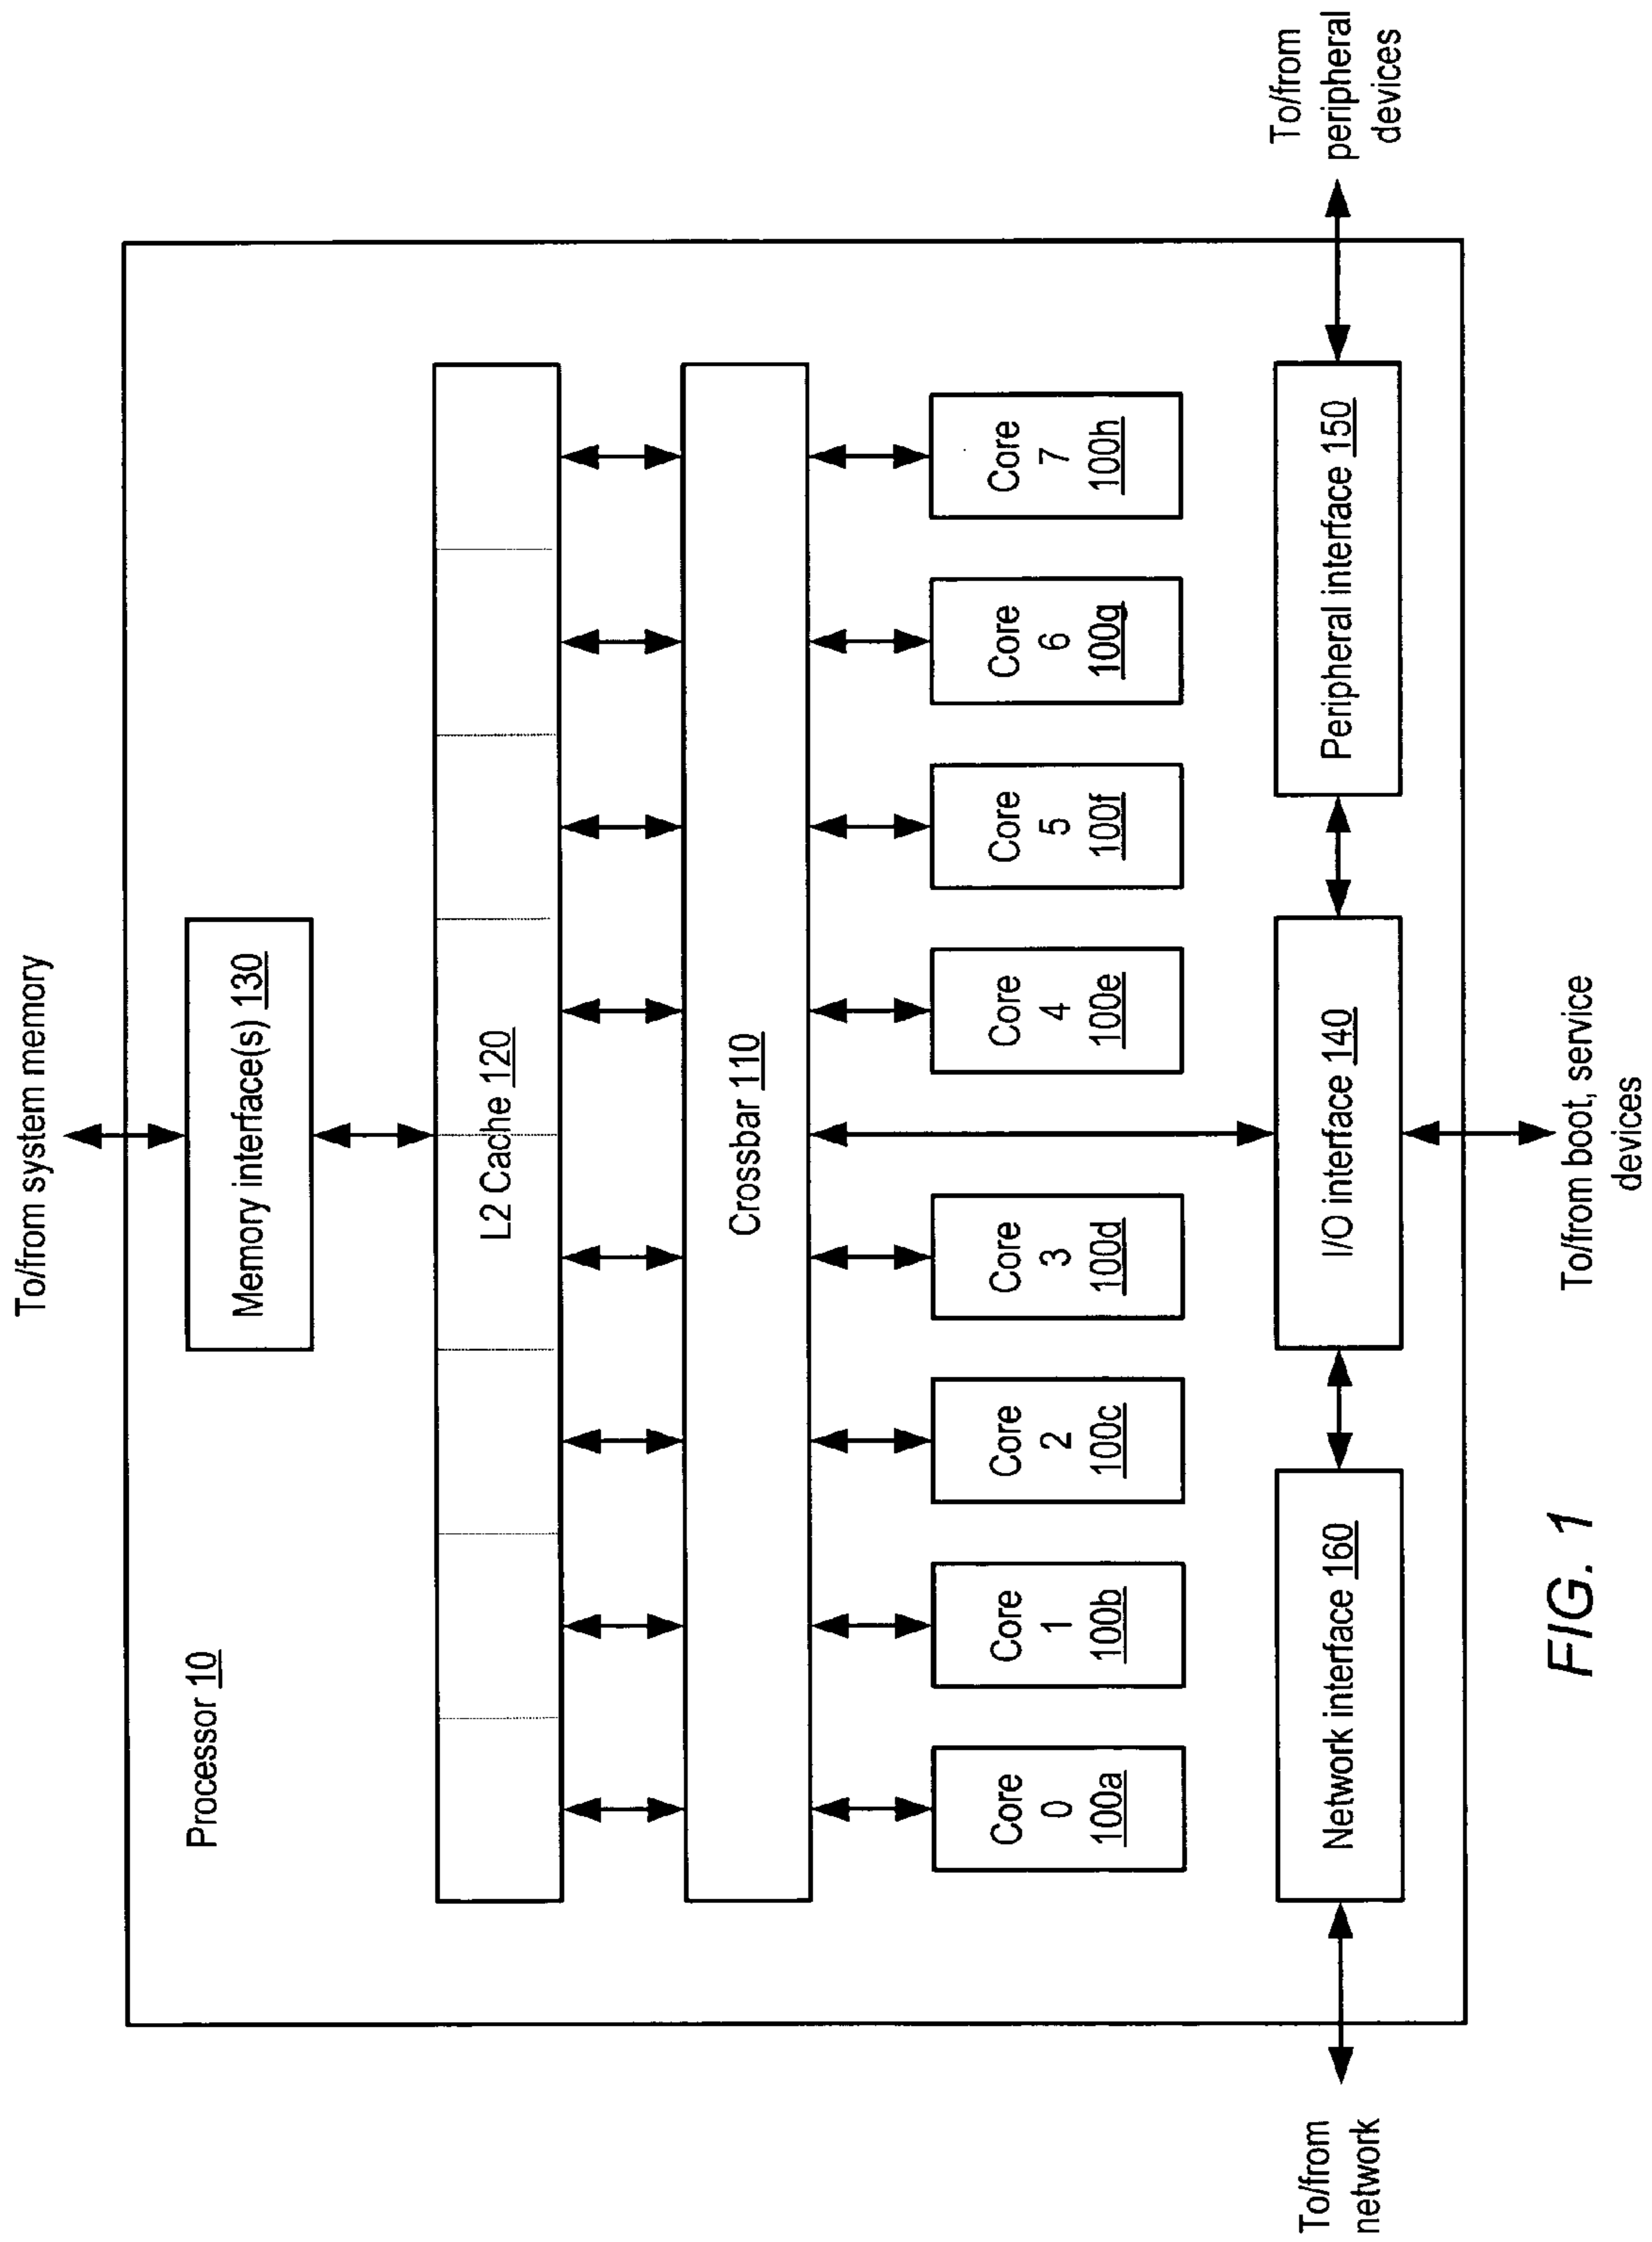 To/from system memory
Processor 10
Memory interface(s) 130
L2 Cache 120
Crossbar 110
Core
0
100a
Core
1
100b
Core
2
100c
Core
3
100d
Core
4
100e
Core
5
100f
Core
6
100g
Core
7
100h
To/from
network
Network interface 160
I/O interface 140
Peripheral interface 150
To/from
peripheral
devices
To/from boot, service
devices
FIG. 1